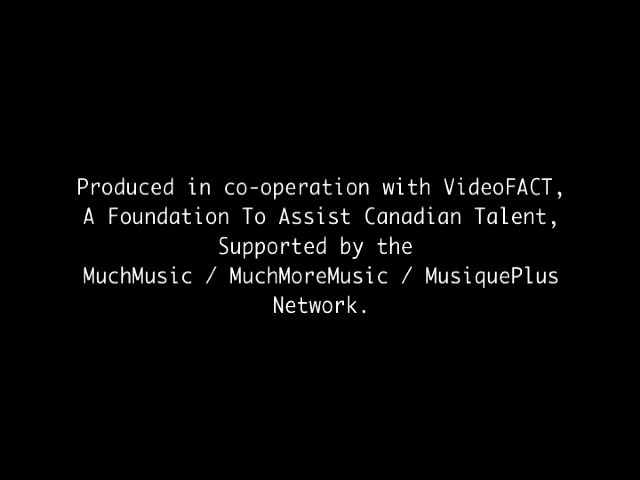 Produced in co-operation with VideoFACT,
A Foundation To Assist Canadian Talent,
Supported by the
MuchMusic / MuchMoreMusic / MusiquePlus
Network.